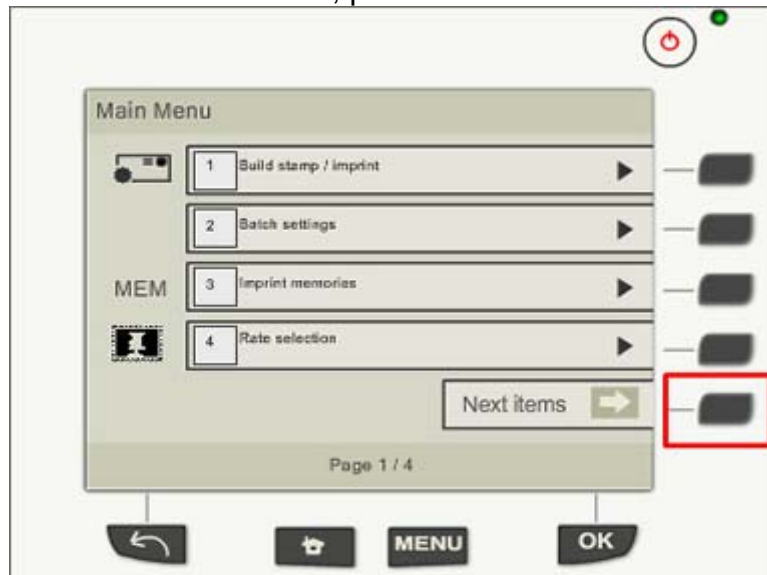 Main Menu
1 Build stamp / imprint
2 Batch settings
MEM 3 Imprint memories
4 Rate selection
Next items
Page 1 / 4
MENU OK